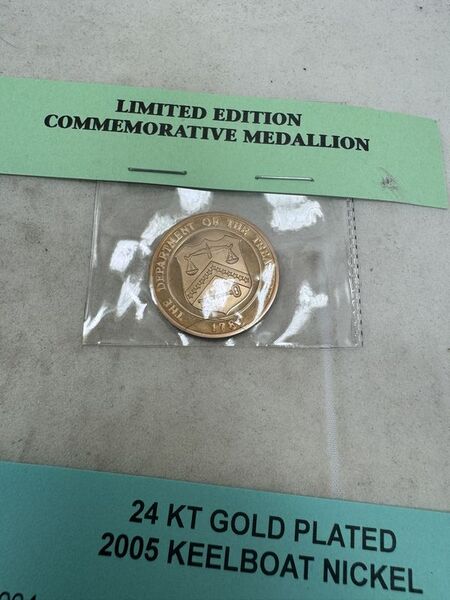 LIMITED EDITION
COMMEMORATIVE MEDALLION
THE DEPARTMENT OF THE
24 KT GOLD PLATED
2005 KEELBOAT NICKEL